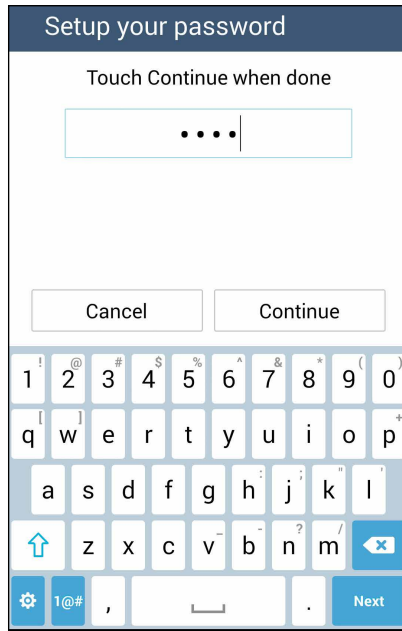 Setup your password
Touch Continue when done
••••
Cancel Continue
! @ # $ % ^ & * ( )
1 2 3 4 5 6 7 8 9 0
[ ] +
q w e r t y u i o p
: ; " '
a s d f g h j k l
_ - ? /
z x c v b n m
1@# , . Next